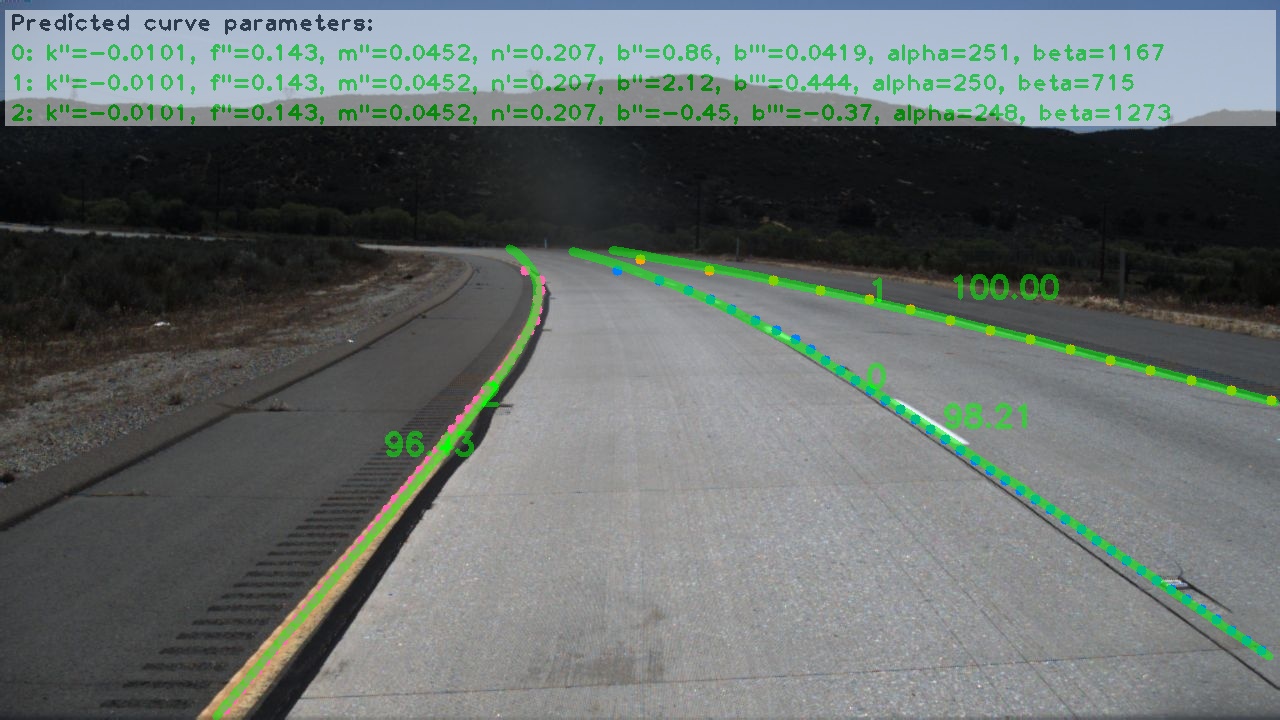 Predicted curve parameters:
0: k''=-0.0101, f''=0.143, m''=0.0452, n'=0.207, b''=0.86, b'''=0.0419, alpha=251, beta=1167
1: k''=-0.0101, f''=0.143, m''=0.0452, n'=0.207, b''=2.12, b'''=0.444, alpha=250, beta=715
2: k''=-0.0101, f''=0.143, m''=0.0452, n'=0.207, b''=-0.45, b'''=-0.37, alpha=248, beta=1273
1 100.00
0
98.21
2
96.43